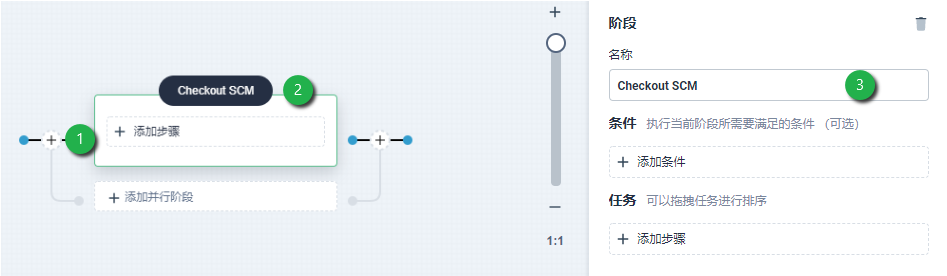 Checkout SCM
2
1
+ 添加步骤
+ 添加并行阶段
1:1
阶段
名称
Checkout SCM
3
条件 执行当前阶段所需要满足的条件 (可选)
+ 添加条件
任务 可以拖拽任务进行排序
+ 添加步骤